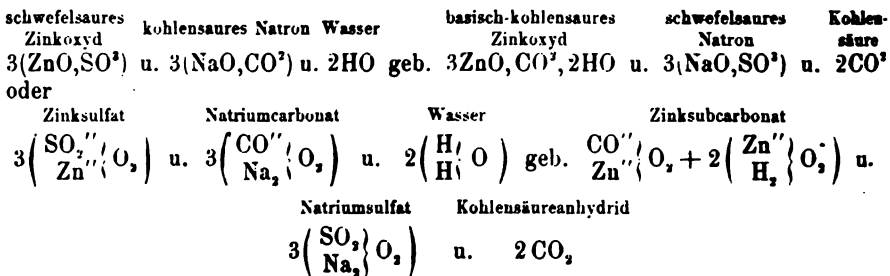 schwefelsaures kohlensaures Natron Wasser basisch-kohlensaures schwefelsaures Kohlen-
Zinkoxyd Zinkoxyd Natron säure
3(ZnO,SO³) u. 3(NaO,CO²) u. 2HO geb. 3ZnO,CO²,2HO u. 3(NaO,SO³) u. 2CO²
oder
Zinksulfat Natriumcarbonat Wasser Zinksubcarbonat
3(SO₂'' Zn''}O₂) u. 3(CO'' Na₂}O₂) u. 2(H H}O) geb. CO'' Zn''}O₂ + 2(Zn'' H₂}O₂) u.
Natriumsulfat Kohlensäureanhydrid
3(SO₂ Na₂}O₂) u. 2CO₂